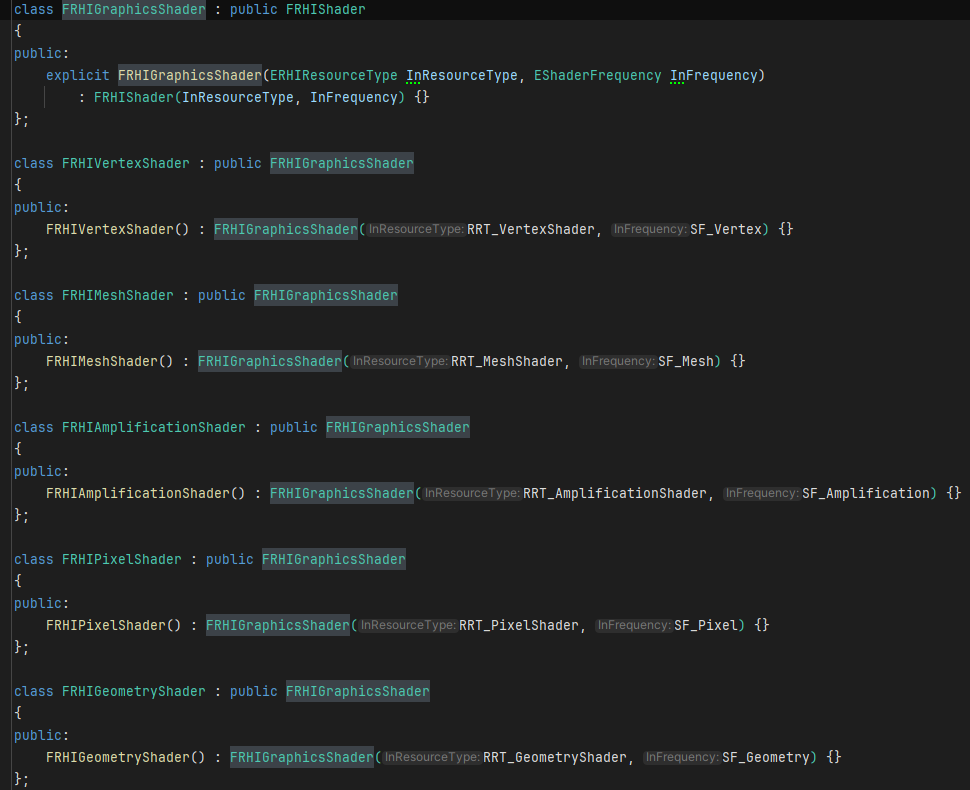 class FRHIGraphicsShader : public FRHIShader
{
public:
    explicit FRHIGraphicsShader(ERHIResourceType InResourceType, EShaderFrequency InFrequency)
        : FRHIShader(InResourceType, InFrequency) {}
};

class FRHIVertexShader : public FRHIGraphicsShader
{
public:
    FRHIVertexShader() : FRHIGraphicsShader(InResourceType: RRT_VertexShader, InFrequency: SF_Vertex) {}
};

class FRHIMeshShader : public FRHIGraphicsShader
{
public:
    FRHIMeshShader() : FRHIGraphicsShader(InResourceType: RRT_MeshShader, InFrequency: SF_Mesh) {}
};

class FRHIAmplificationShader : public FRHIGraphicsShader
{
public:
    FRHIAmplificationShader() : FRHIGraphicsShader(InResourceType: RRT_AmplificationShader, InFrequency: SF_Amplification) {}
};

class FRHIPixelShader : public FRHIGraphicsShader
{
public:
    FRHIPixelShader() : FRHIGraphicsShader(InResourceType: RRT_PixelShader, InFrequency: SF_Pixel) {}
};

class FRHIGeometryShader : public FRHIGraphicsShader
{
public:
    FRHIGeometryShader() : FRHIGraphicsShader(InResourceType: RRT_GeometryShader, InFrequency: SF_Geometry) {}
};